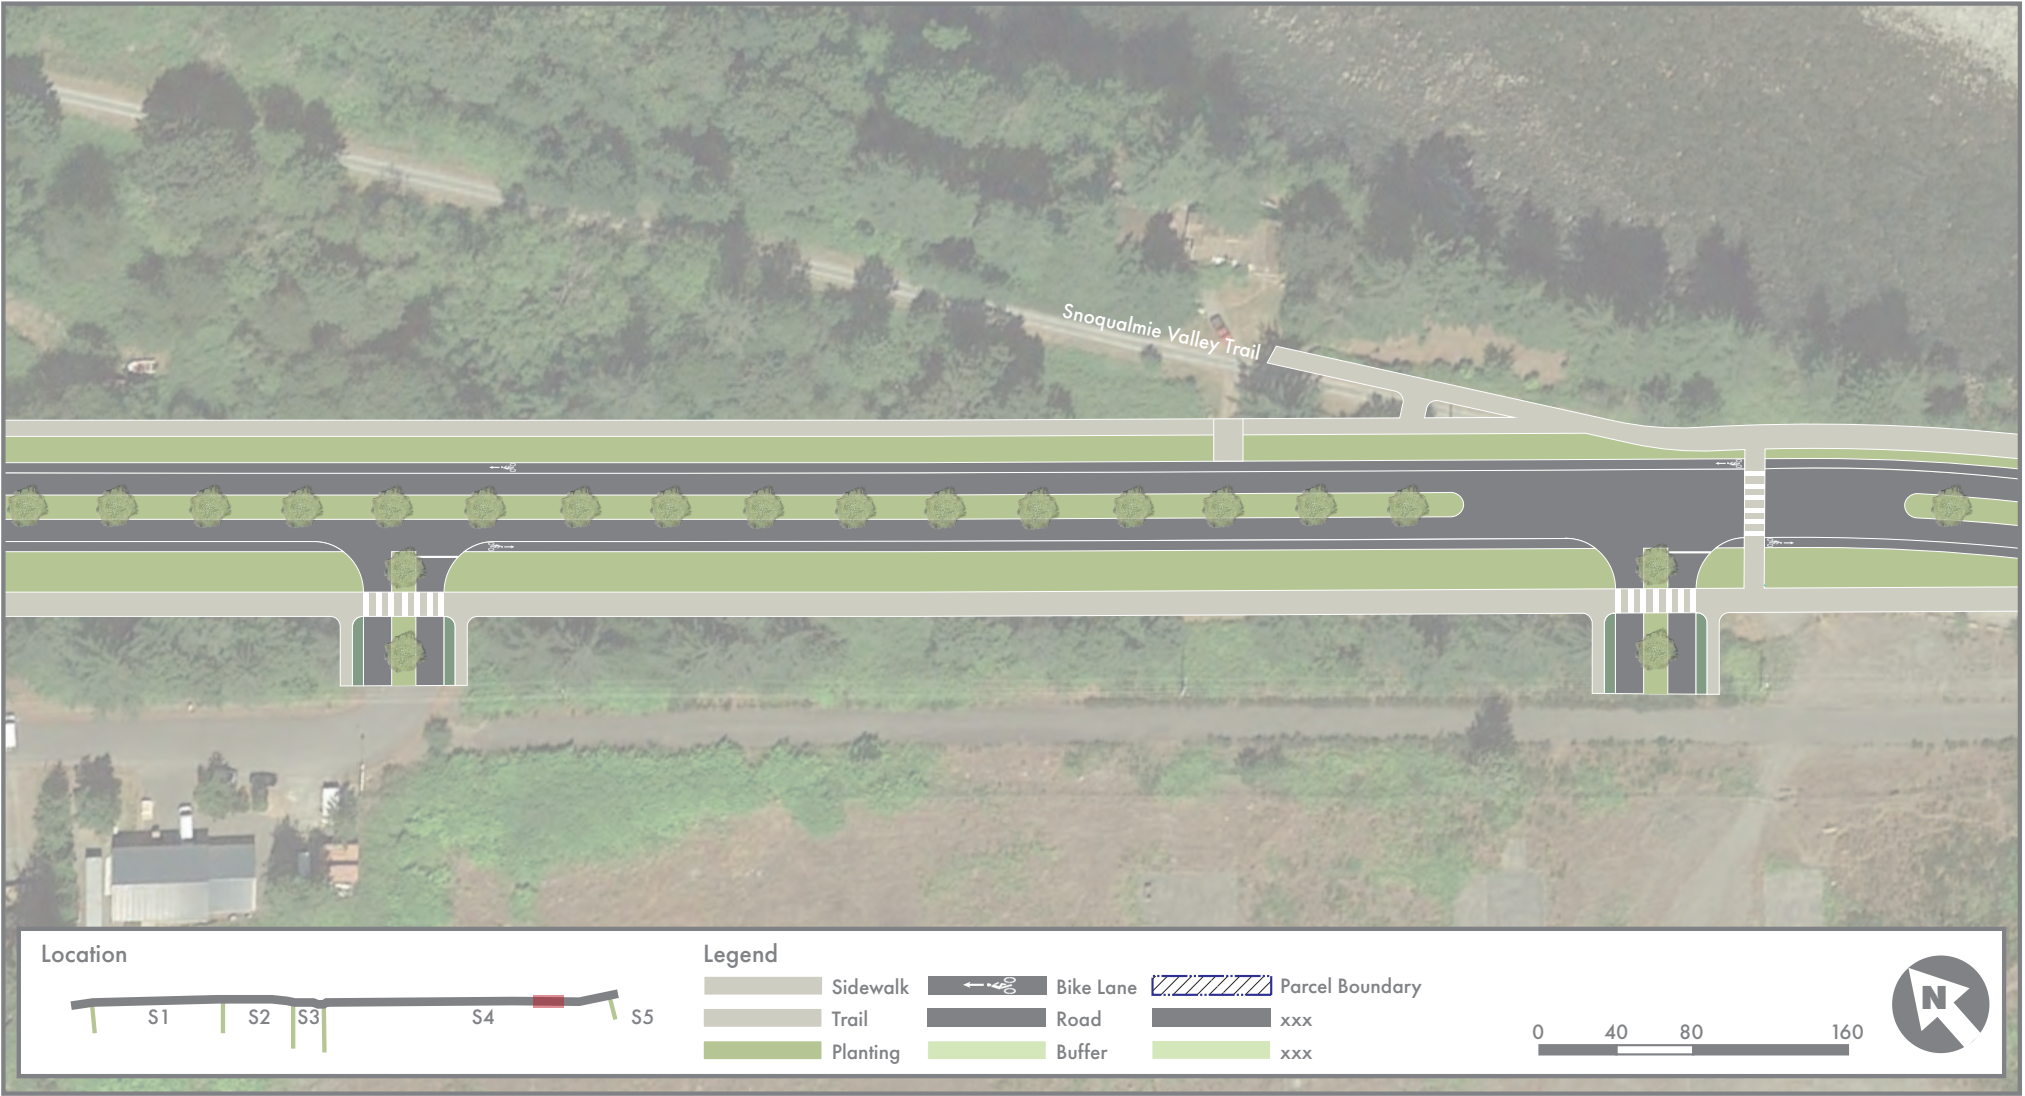 Snoqualmie Valley Trail
Location
S1
S2
S3
S4
S5
Legend
Sidewalk
Bike Lane
Parcel Boundary
Trail
Road
xxx
Planting
Buffer
xxx
0 40 80 160
N